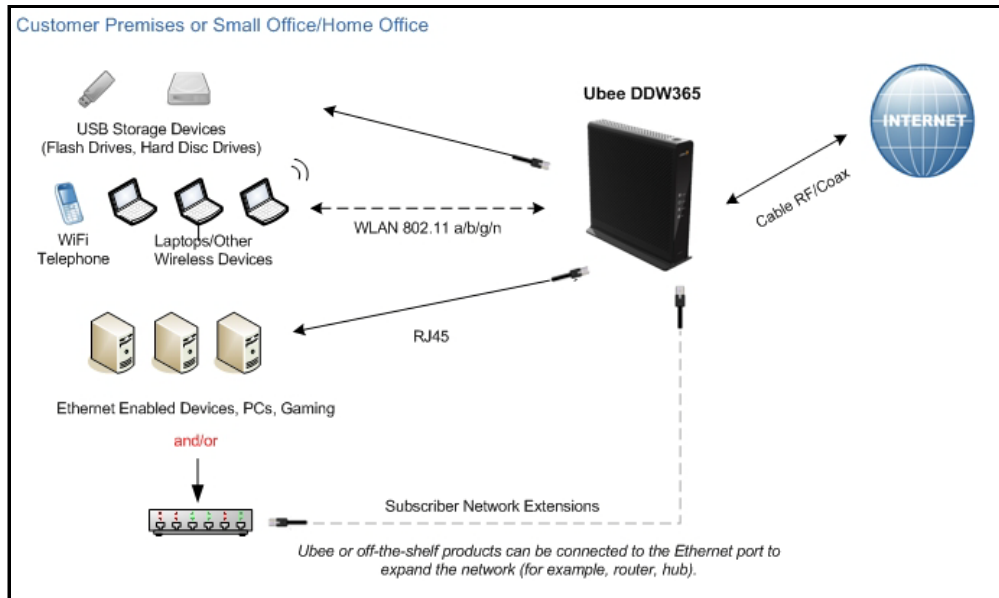 Customer Premises or Small Office/Home Office
Ubee DDW365
INTERNET
USB Storage Devices
(Flash Drives, Hard Disc Drives)
Cable RF/Coax
WLAN 802.11 a/b/g/n
WiFi
Telephone
Laptops/Other
Wireless Devices
RJ45
Ethernet Enabled Devices, PCs, Gaming
and/or
Subscriber Network Extensions
Ubee or off-the-shelf products can be connected to the Ethernet port to
expand the network (for example, router, hub).